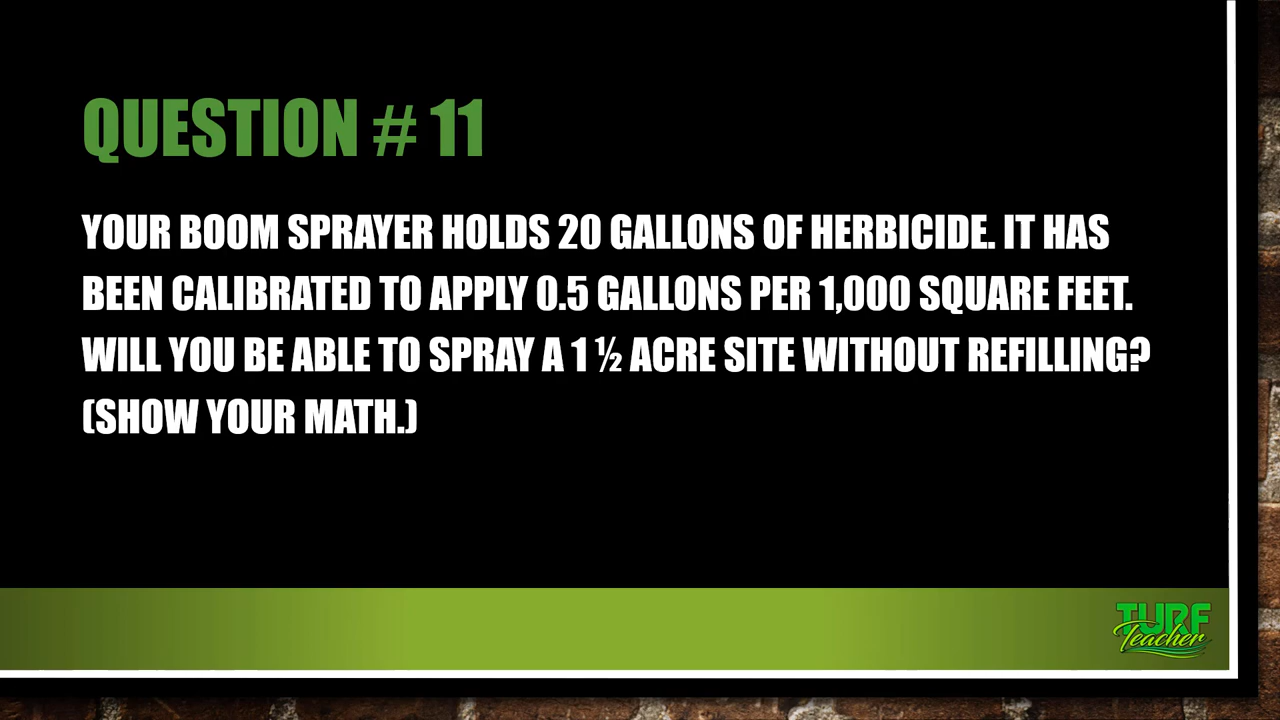 QUESTION # 11
YOUR BOOM SPRAYER HOLDS 20 GALLONS OF HERBICIDE. IT HAS
BEEN CALIBRATED TO APPLY 0.5 GALLONS PER 1,000 SQUARE FEET.
WILL YOU BE ABLE TO SPRAY A 1 ½ ACRE SITE WITHOUT REFILLING?
(SHOW YOUR MATH.)
TURF
Teacher